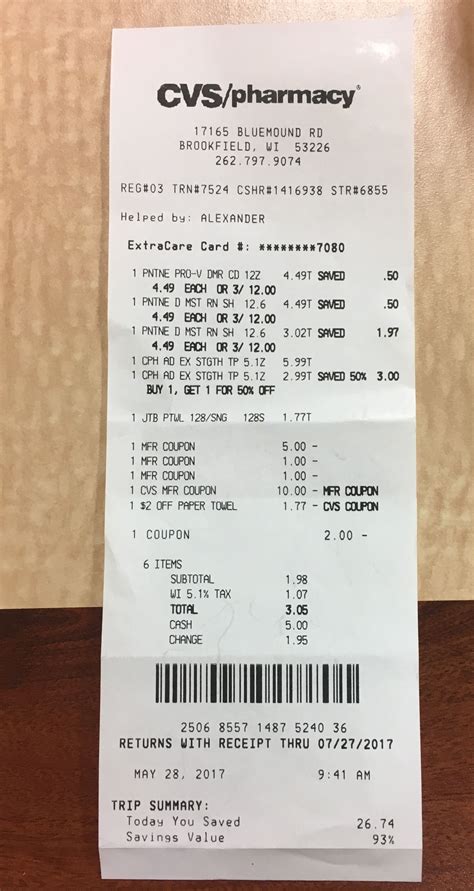 CVS/pharmacy®
17165 BLUEMOUND RD
BROOKFIELD, WI 53226
262.797.9074
REG#03 TRN#7524 CSHR#1416938 STR#6855
Helped by: ALEXANDER
ExtraCare Card #: ********7080
1 PNTNE PRO-V DMR CD 12Z 4.49T SAVED .50
4.49 EACH OR 3/ 12.00
1 PNTNE D MST RN SH 12.6 4.49T SAVED .50
4.49 EACH OR 3/ 12.00
1 PNTNE D MST RN SH 12.6 3.02T SAVED 1.97
4.49 EACH OR 3/ 12.00
1 CPH AD EX STGTH TP 5.1Z 5.99T
1 CPH AD EX STGTH TP 5.1Z 2.99T SAVED 50% 3.00
BUY 1, GET 1 FOR 50% OFF
1 JTB PTWL 128/SNG 128S 1.77T
1 MFR COUPON 5.00 -
1 MFR COUPON 1.00 -
1 MFR COUPON 1.00 -
1 CVS MFR COUPON 10.00 - MFR COUPON
1 $2 OFF PAPER TOWEL 1.77 - CVS COUPON
1 COUPON 2.00 -
6 ITEMS
SUBTOTAL 1.98
WI 5.1% TAX 1.07
TOTAL 3.05
CASH 5.00
CHANGE 1.95
2506 8557 1487 5240 36
RETURNS WITH RECEIPT THRU 07/27/2017
MAY 28, 2017 9:41 AM
TRIP SUMMARY:
Today You Saved 26.74
Savings Value 93%